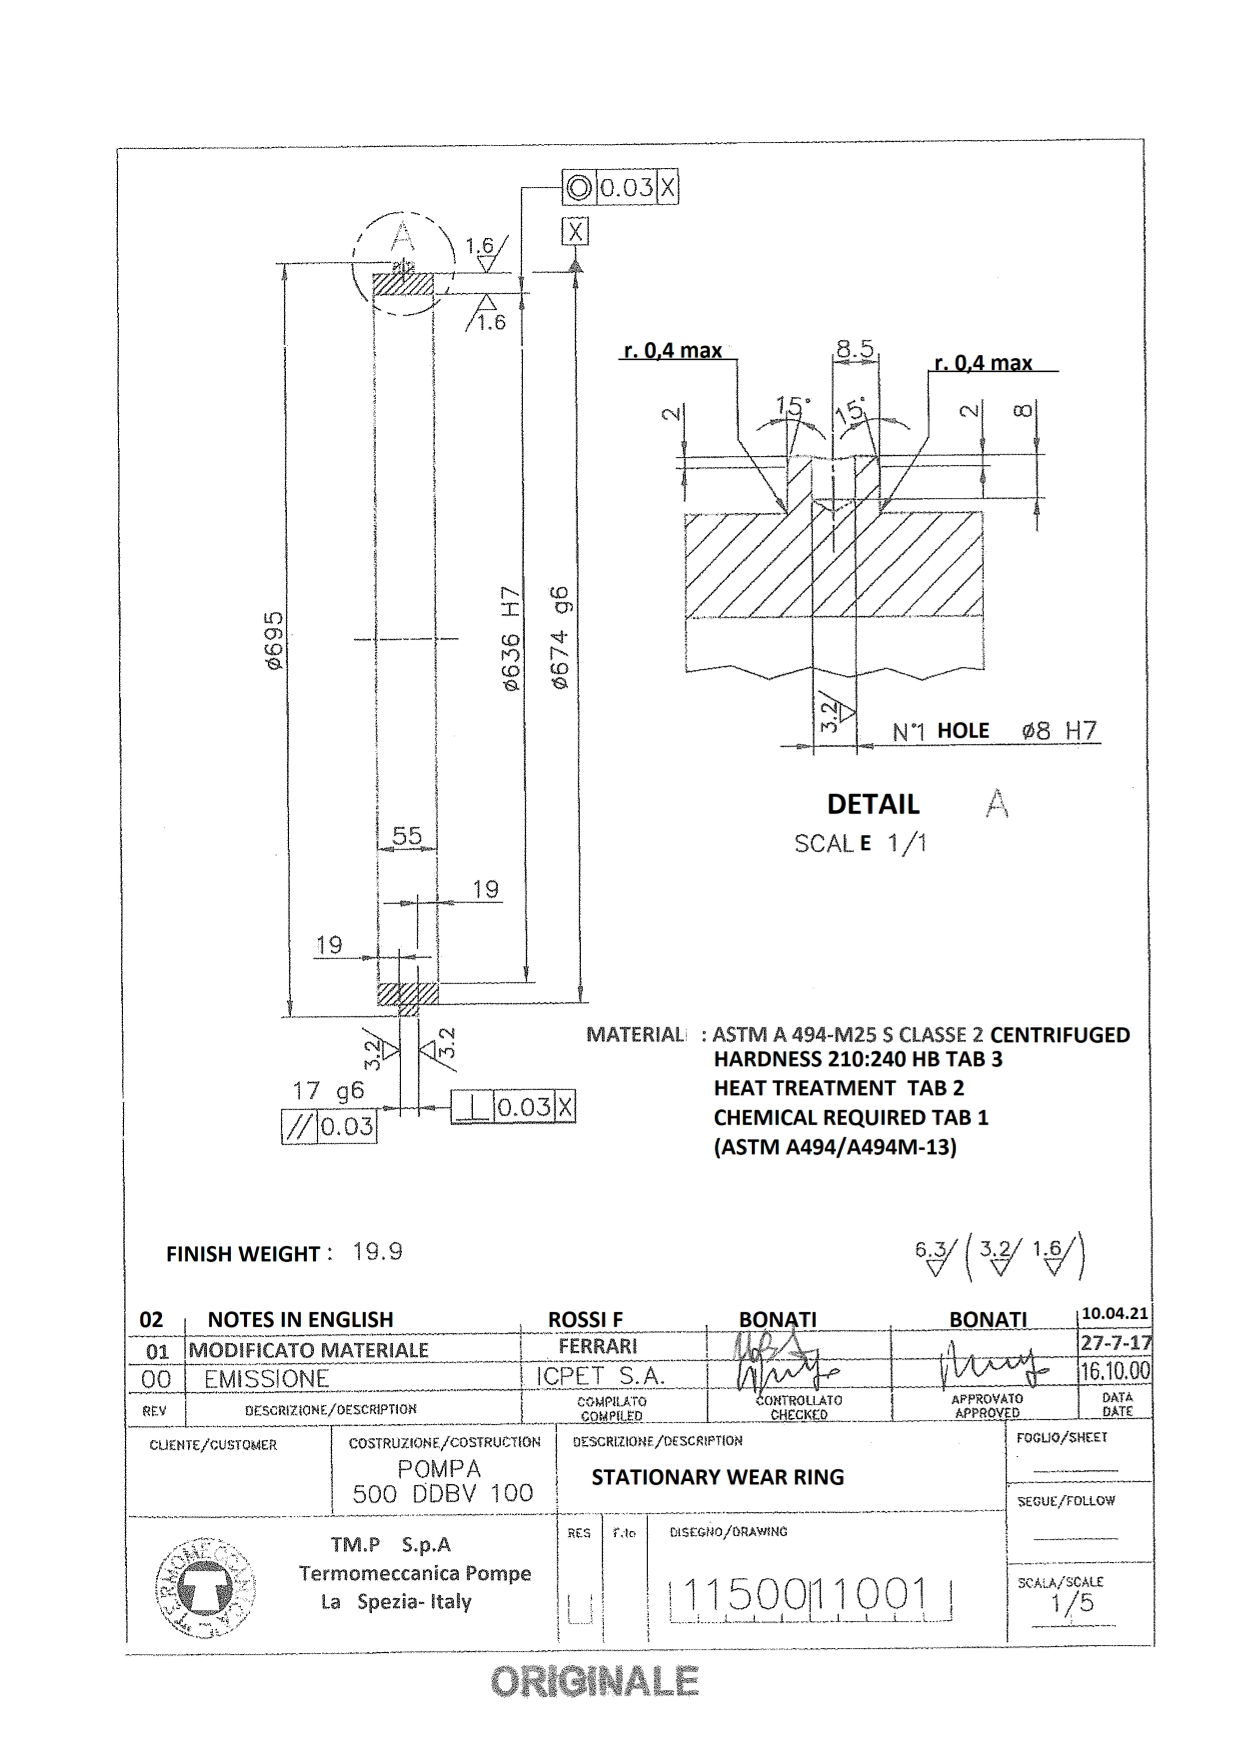 ◎ 0.03 X
X
A
1.6
1.6
r. 0,4 max
8.5
r. 0,4 max
2
15°
15°
2
8
ø695
ø636 H7
ø674 g6
3.2
N°1 HOLE ø8 H7
DETAIL A
SCALE 1/1
55
19
19
3.2
3.2
17 g6
// 0.03
⊥ 0.03 X
MATERIAL : ASTM A 494-M25 S CLASSE 2 CENTRIFUGED
HARDNESS 210:240 HB TAB 3
HEAT TREATMENT TAB 2
CHEMICAL REQUIRED TAB 1
(ASTM A494/A494M-13)
FINISH WEIGHT : 19.9
6.3 ( 3.2 1.6 )
02 NOTES IN ENGLISH ROSSI F BONATI BONATI 10.04.21
01 MODIFICATO MATERIALE FERRARI 27-7-17
00 EMISSIONE ICPET S.A. 16.10.00
REV DESCRIZIONE/DESCRIPTION COMPILATO CONTROLLATO APPROVATO DATA
COMPILED CHECKED APPROVED DATE
CLIENTE/CUSTOMER COSTRUZIONE/COSTRUCTION DESCRIZIONE/DESCRIPTION FOGLIO/SHEET
POMPA
500 DDBV 100
STATIONARY WEAR RING
SEGUE/FOLLOW
TERMOMECCANICA
TM.P S.p.A
Termomeccanica Pompe
La Spezia- Italy
RES f.to DISEGNO/DRAWING
1150011001
SCALA/SCALE
1/5
ORIGINALE